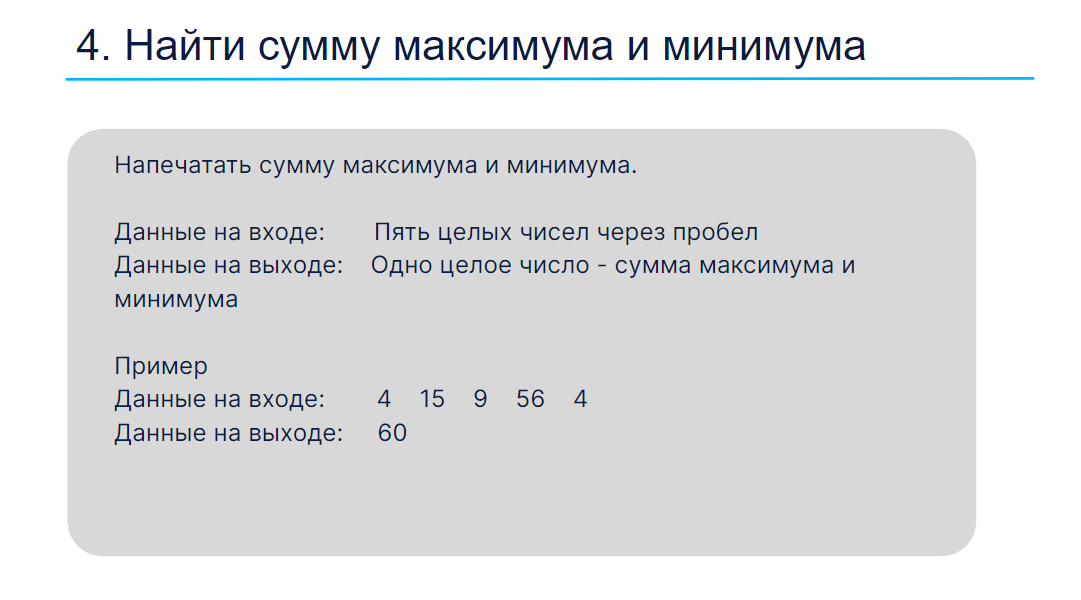 4. Найти сумму максимума и минимума
Напечатать сумму максимума и минимума.
Данные на входе: Пять целых чисел через пробел
Данные на выходе: Одно целое число - сумма максимума и
минимума
Пример
Данные на входе: 4 15 9 56 4
Данные на выходе: 60